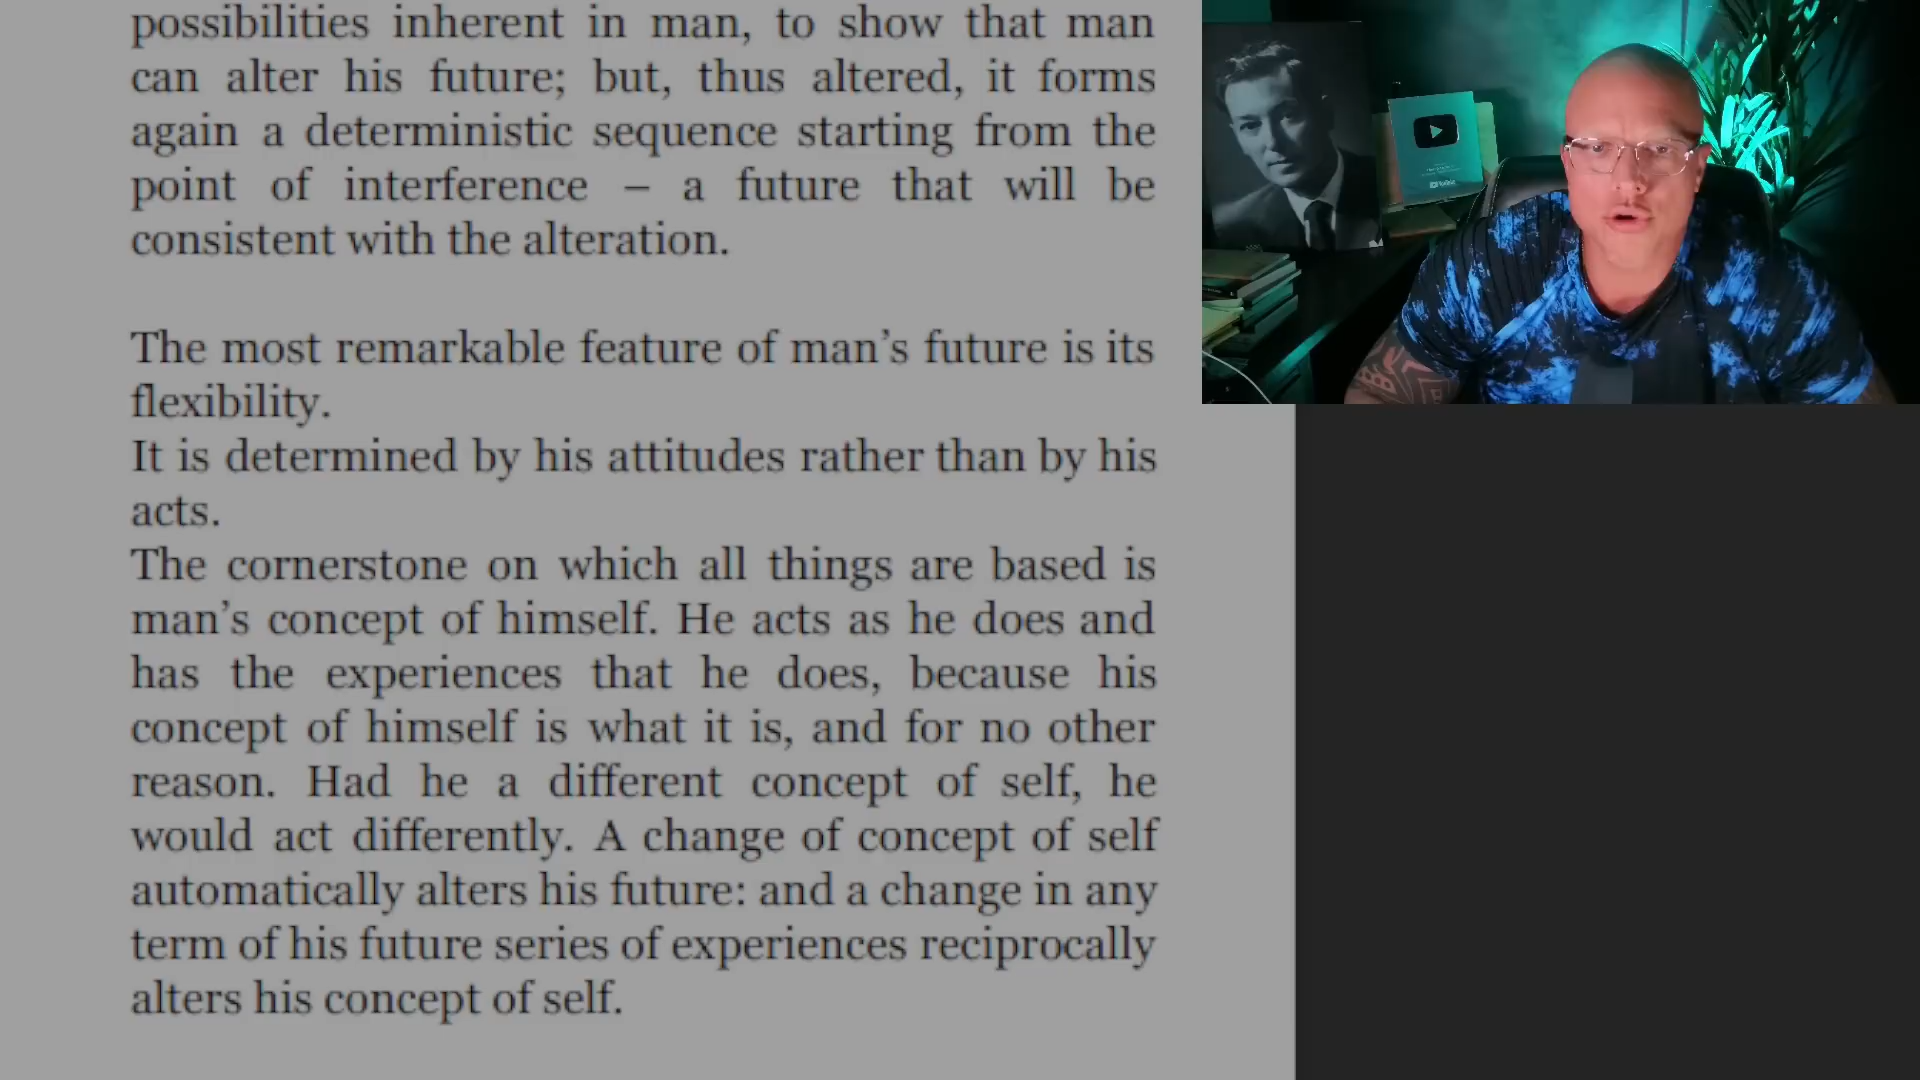 possibilities inherent in man, to show that man
can alter his future; but, thus altered, it forms
again a deterministic sequence starting from the
point of interference – a future that will be
consistent with the alteration.
The most remarkable feature of man’s future is its
flexibility.
It is determined by his attitudes rather than by his
acts.
The cornerstone on which all things are based is
man’s concept of himself. He acts as he does and
has the experiences that he does, because his
concept of himself is what it is, and for no other
reason. Had he a different concept of self, he
would act differently. A change of concept of self
automatically alters his future: and a change in any
term of his future series of experiences reciprocally
alters his concept of self.